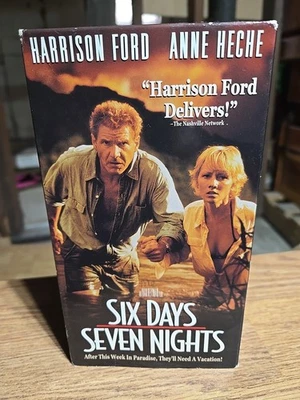 HARRISON FORD ANNE HECHE
"Harrison Ford
Delivers!"
-The Nashville Network
SIX DAYS
SEVEN NIGHTS
After This Week In Paradise, They'll Need A Vacation!